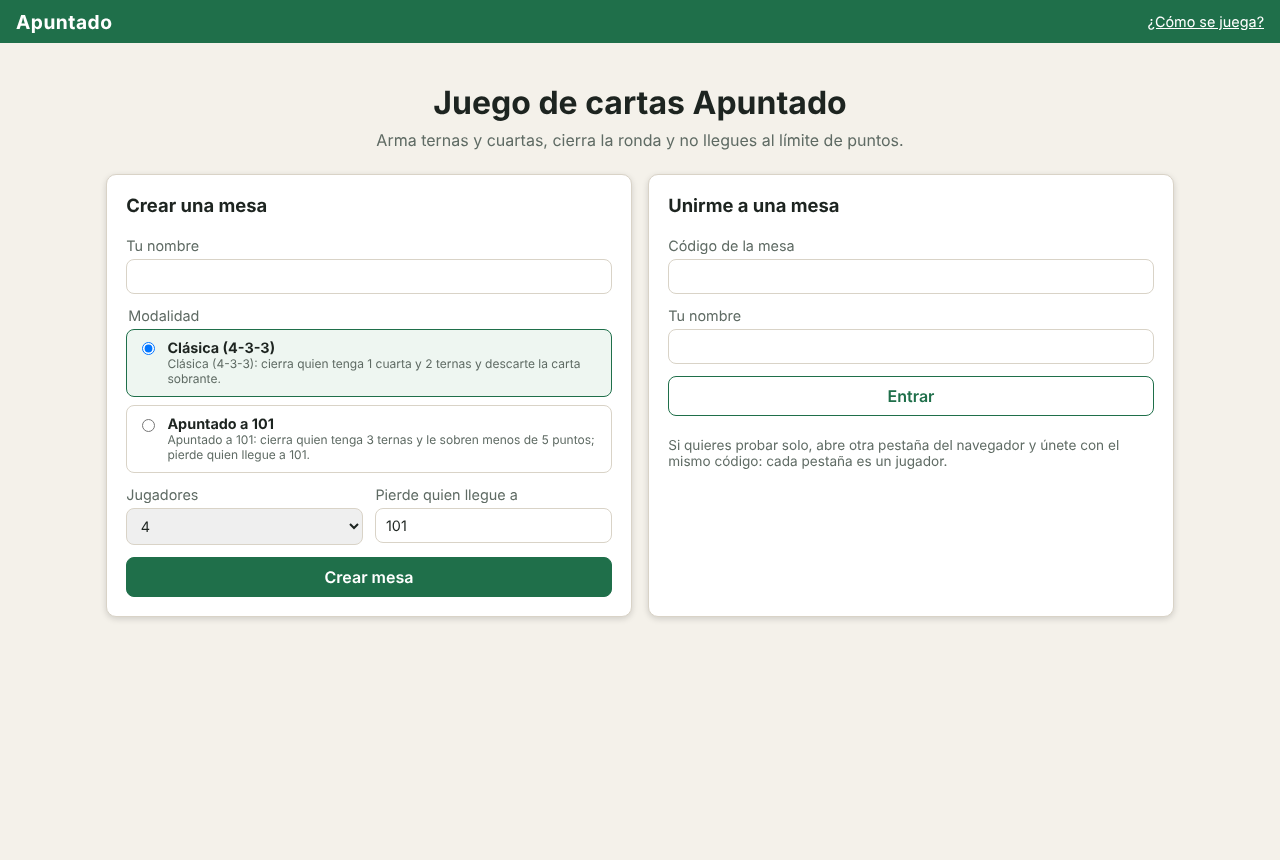 Apuntado
¿Cómo se juega?
Juego de cartas Apuntado
Arma ternas y cuartas, cierra la ronda y no llegues al límite de puntos.
Crear una mesa
Tu nombre
Modalidad
Clásica (4-3-3)
Clásica (4-3-3): cierra quien tenga 1 cuarta y 2 ternas y descarte la carta
sobrante.
Apuntado a 101
Apuntado a 101: cierra quien tenga 3 ternas y le sobren menos de 5 puntos;
pierde quien llegue a 101.
Jugadores
Pierde quien llegue a
4
101
Crear mesa
Unirme a una mesa
Código de la mesa
Tu nombre
Entrar
Si quieres probar solo, abre otra pestaña del navegador y únete con el
mismo código: cada pestaña es un jugador.